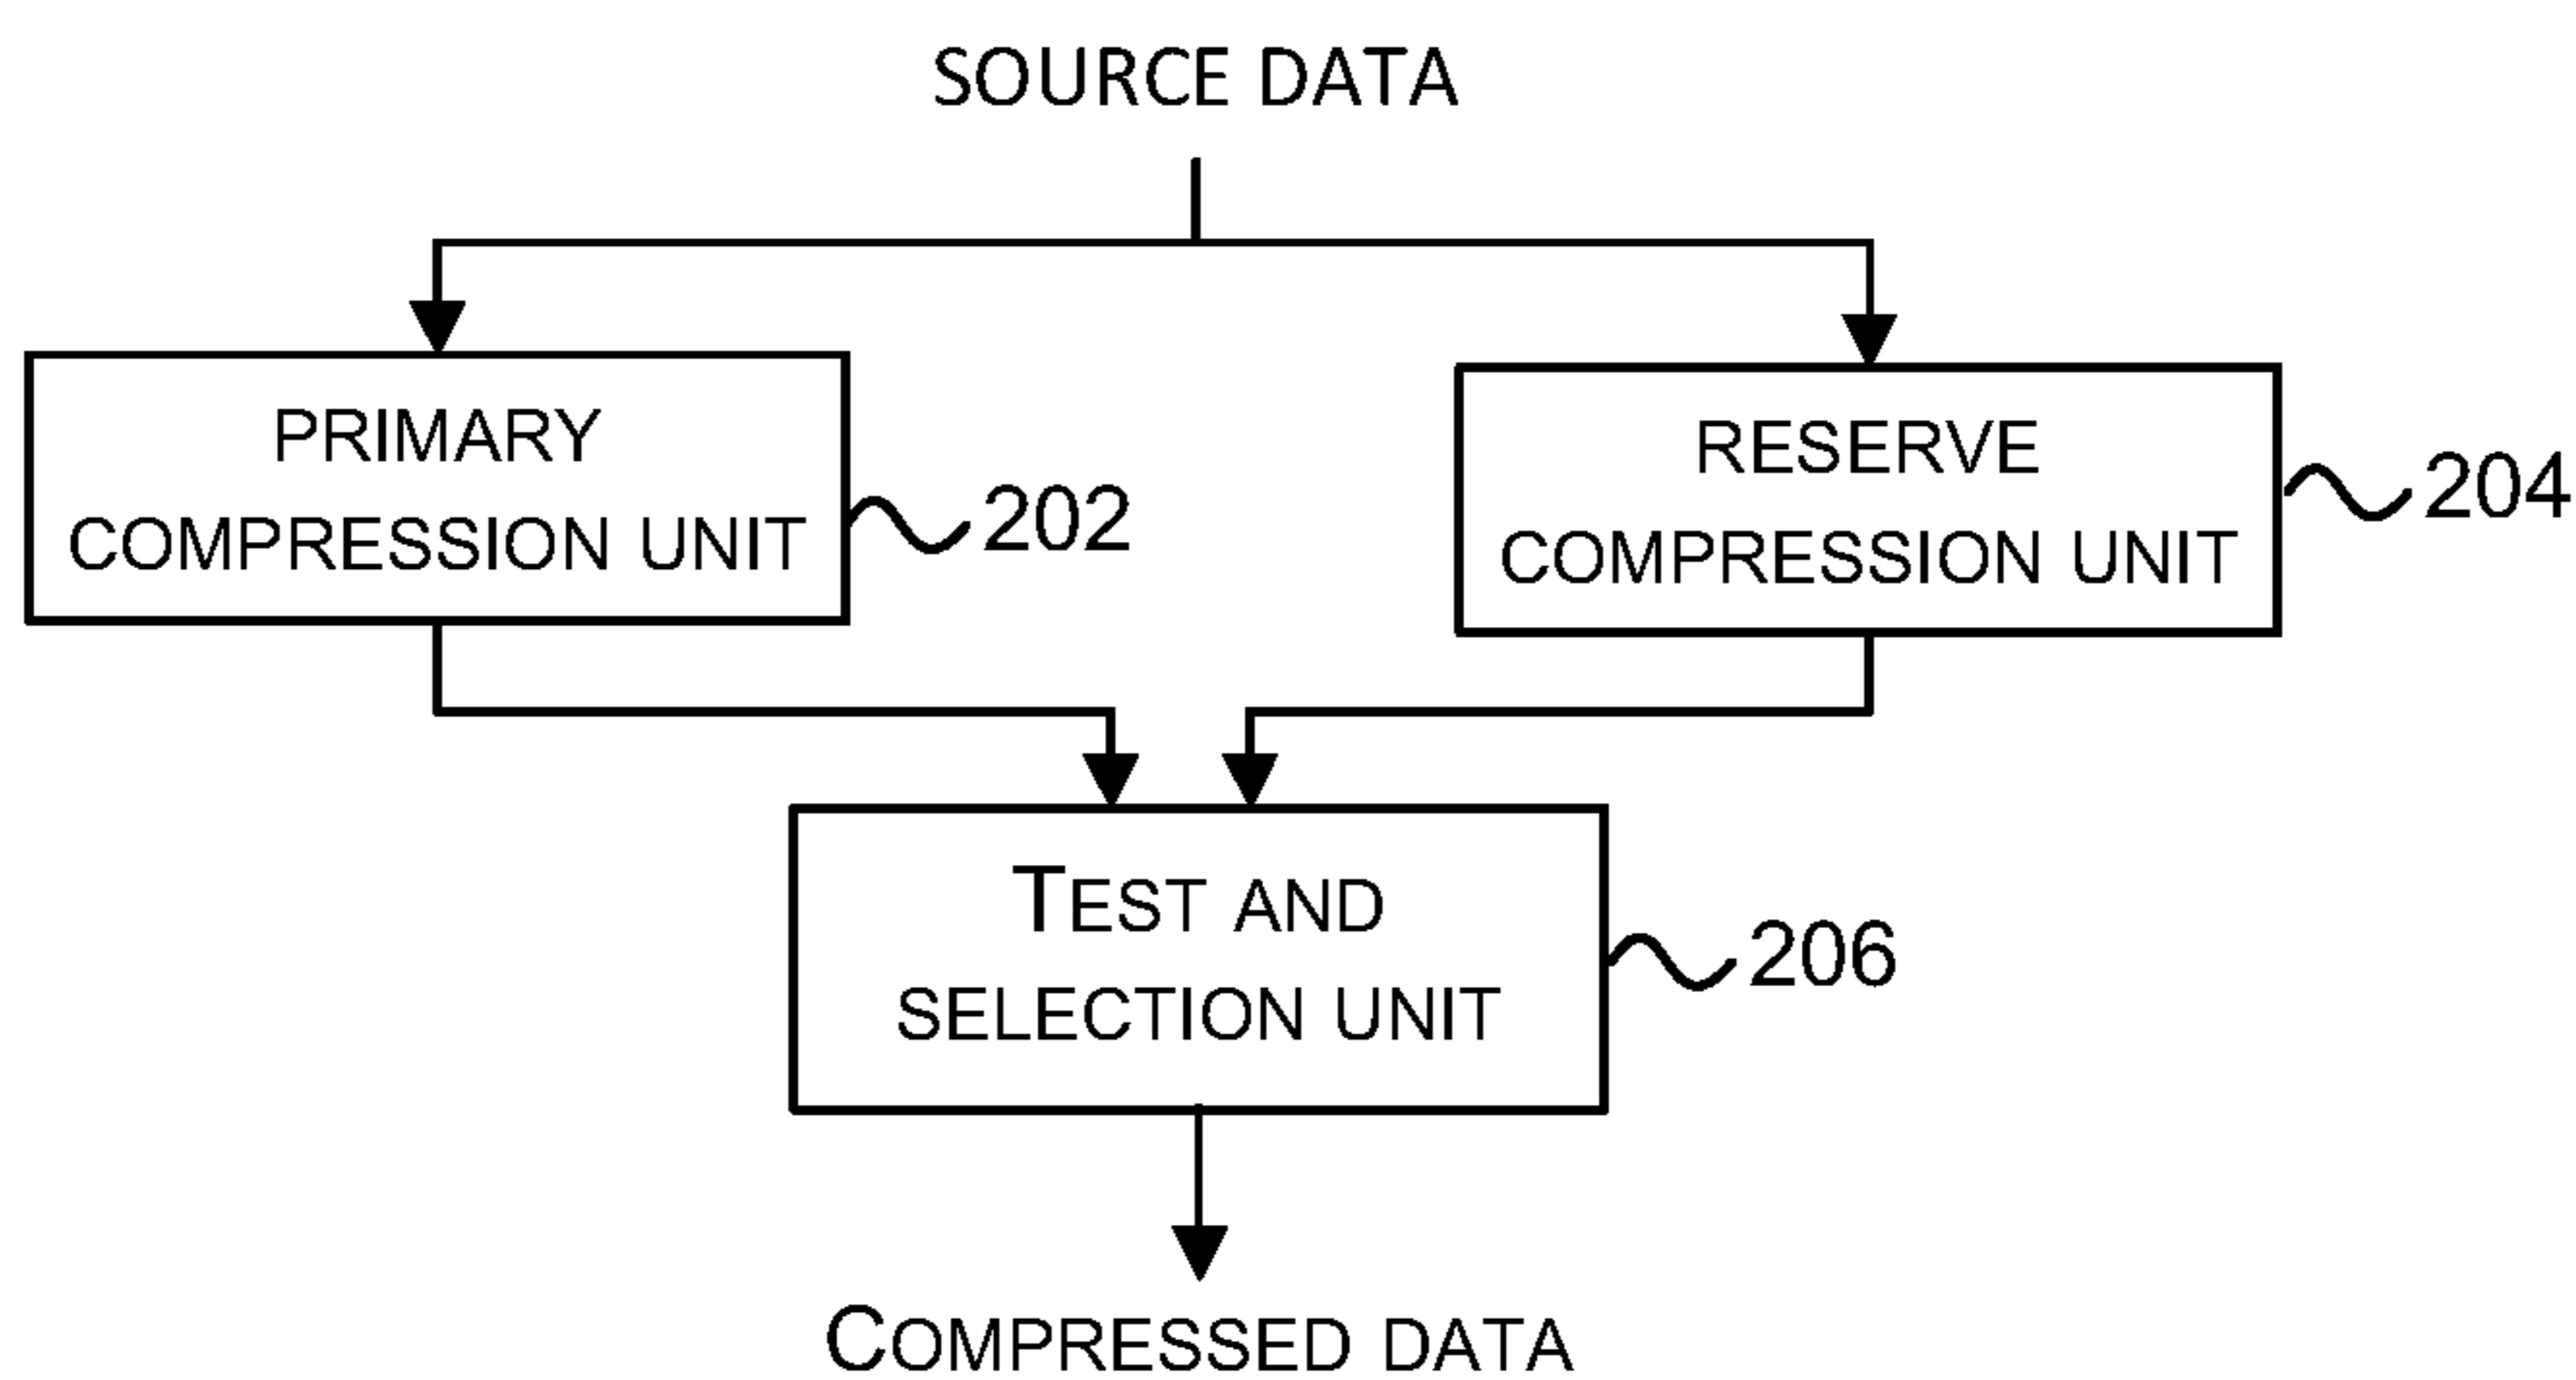 SOURCE DATA
PRIMARY
COMPRESSION UNIT
202
RESERVE
COMPRESSION UNIT
204
TEST AND
SELECTION UNIT
206
COMPRESSED DATA